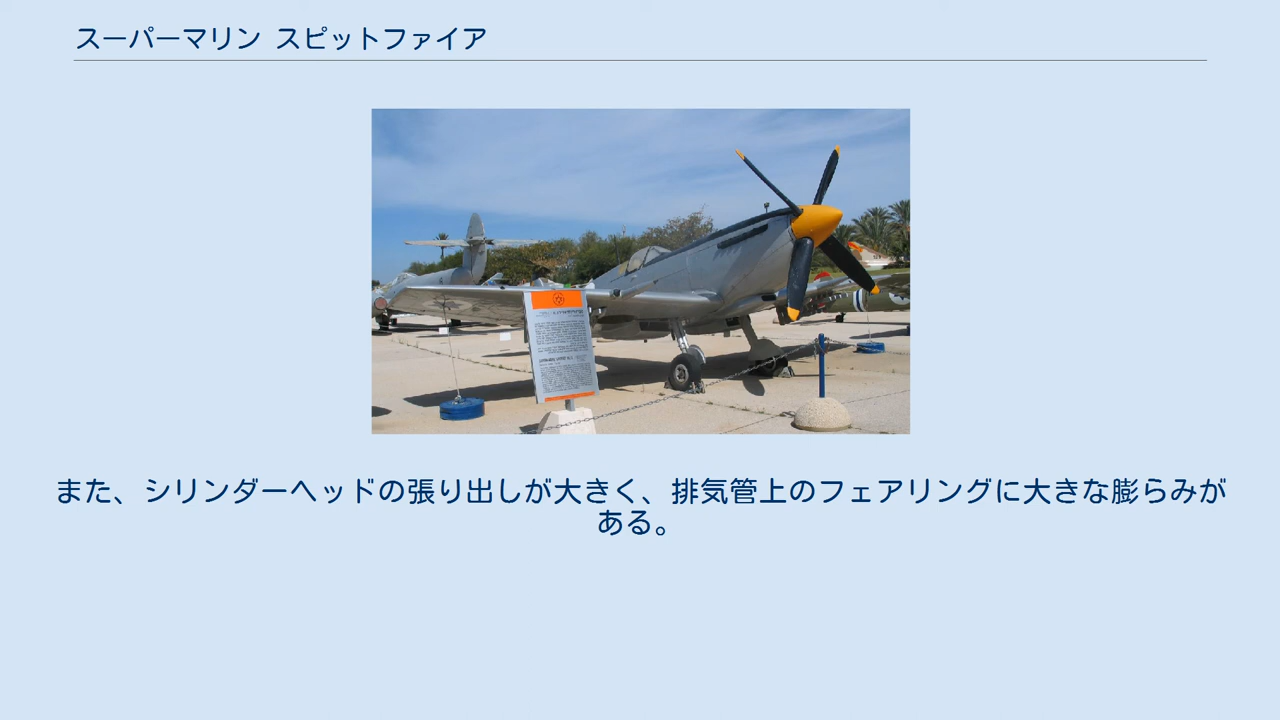 スーパーマリン スピットファイア
また、シリンダーヘッドの張り出しが大きく、排気管上のフェアリングに大きな膨らみが
ある。